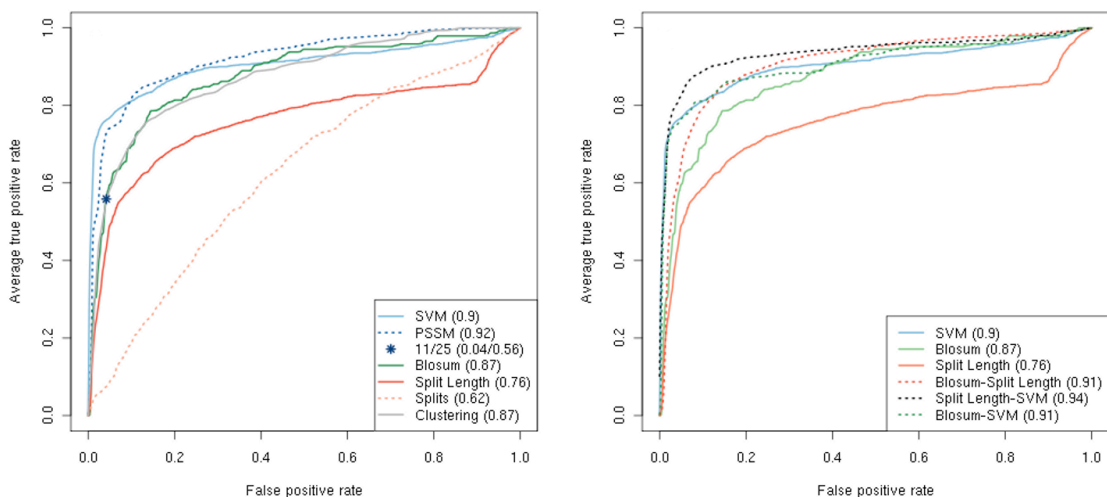 Average true positive rate
1.0
0.8
0.6
0.4
0.2
0.0
SVM (0.9)
PSSM (0.92)
11/25 (0.04/0.56)
Blosum (0.87)
Split Length (0.76)
Splits (0.62)
Clustering (0.87)
0.0 0.2 0.4 0.6 0.8 1.0
False positive rate
Average true positive rate
1.0
0.8
0.6
0.4
0.2
0.0
SVM (0.9)
Blosum (0.87)
Split Length (0.76)
Blosum-Split Length (0.91)
Split Length-SVM (0.94)
Blosum-SVM (0.91)
0.0 0.2 0.4 0.6 0.8 1.0
False positive rate